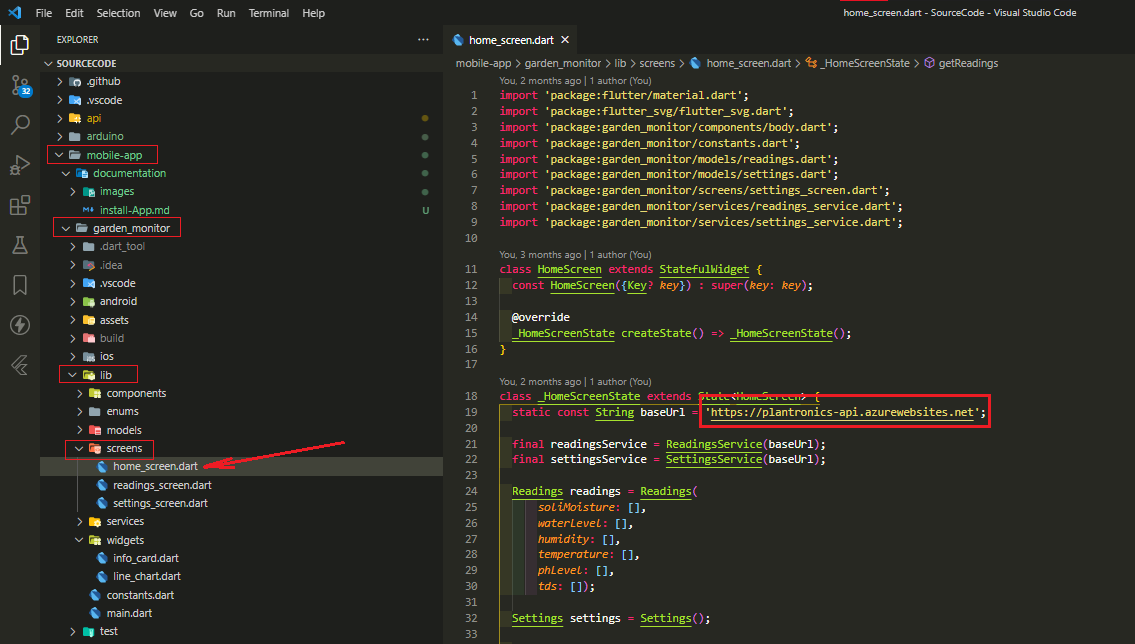 File Edit Selection View Go Run Terminal Help
home_screen.dart - SourceCode - Visual Studio Code
EXPLORER ···
SOURCECODE
.github
.vscode
api
arduino
mobile-app
documentation
images
M↓ install-App.md U
garden_monitor
.dart_tool
.idea
.vscode
android
assets
build
ios
lib
components
enums
models
screens
home_screen.dart
readings_screen.dart
settings_screen.dart
services
widgets
info_card.dart
line_chart.dart
constants.dart
main.dart
test
32
home_screen.dart ×
mobile-app > garden_monitor > lib > screens > home_screen.dart > _HomeScreenState > getReadings
You, 2 months ago | 1 author (You)
1 import 'package:flutter/material.dart';
2 import 'package:flutter_svg/flutter_svg.dart';
3 import 'package:garden_monitor/components/body.dart';
4 import 'package:garden_monitor/constants.dart';
5 import 'package:garden_monitor/models/readings.dart';
6 import 'package:garden_monitor/models/settings.dart';
7 import 'package:garden_monitor/screens/settings_screen.dart';
8 import 'package:garden_monitor/services/readings_service.dart';
9 import 'package:garden_monitor/services/settings_service.dart';
10
You, 3 months ago | 1 author (You)
11 class HomeScreen extends StatefulWidget {
12 const HomeScreen({Key? key}) : super(key: key);
13
14 @override
15 _HomeScreenState createState() => _HomeScreenState();
16 }
17
You, 2 months ago | 1 author (You)
18 class _HomeScreenState extends State<HomeScreen> {
19 static const String baseUrl = 'https://plantronics-api.azurewebsites.net';
20
21 final readingsService = ReadingsService(baseUrl);
22 final settingsService = SettingsService(baseUrl);
23
24 Readings readings = Readings(
25 soliMoisture: [],
26 waterlevel: [],
27 humidity: [],
28 temperature: [],
29 phLevel: [],
30 tds: []);
31
32 Settings settings = Settings();
33